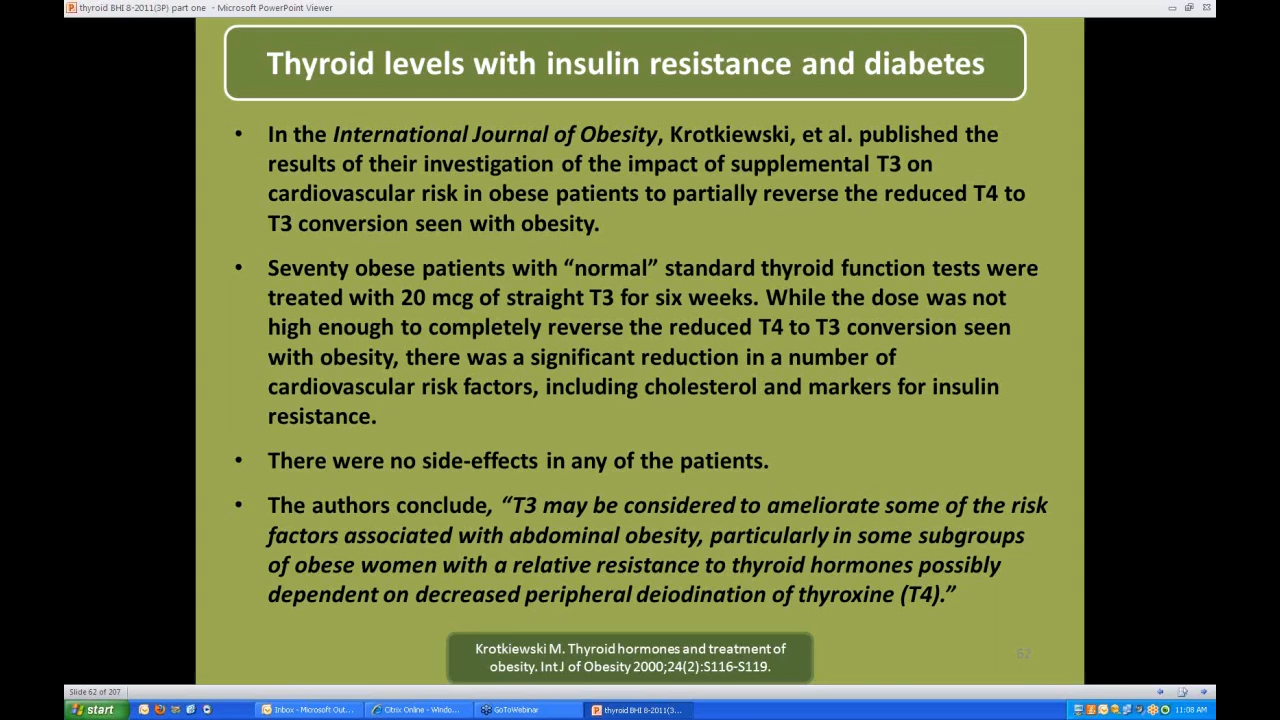 thyroid BHI 8-2011(3P) part one - Microsoft PowerPoint Viewer
Thyroid levels with insulin resistance and diabetes
• In the International Journal of Obesity, Krotkiewski, et al. published the
results of their investigation of the impact of supplemental T3 on
cardiovascular risk in obese patients to partially reverse the reduced T4 to
T3 conversion seen with obesity.
• Seventy obese patients with “normal” standard thyroid function tests were
treated with 20 mcg of straight T3 for six weeks. While the dose was not
high enough to completely reverse the reduced T4 to T3 conversion seen
with obesity, there was a significant reduction in a number of
cardiovascular risk factors, including cholesterol and markers for insulin
resistance.
• There were no side-effects in any of the patients.
• The authors conclude, “T3 may be considered to ameliorate some of the risk
factors associated with abdominal obesity, particularly in some subgroups
of obese women with a relative resistance to thyroid hormones possibly
dependent on decreased peripheral deiodination of thyroxine (T4).”
Krotkiewski M. Thyroid hormones and treatment of
obesity. Int J of Obesity 2000;24(2):S116-S119.
62
Slide 62 of 207
start
Inbox - Microsoft Out...
Citrix Online - Windo...
GoToWebinar
thyroid BHI 8-2011(3...
11:08 AM